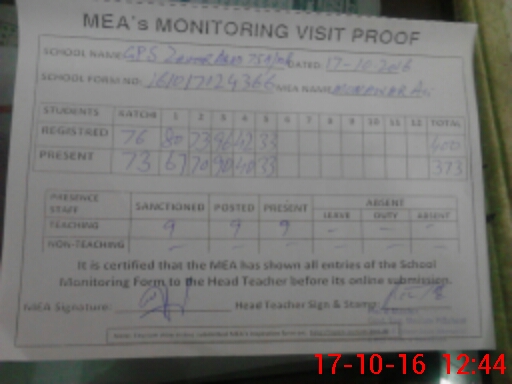 MEA's MONITORING VISIT PROOF
SCHOOL NAME GPS DATED: 17-10-2016
SCHOOL FORM NO: 161017124366 MEA NAME
STUDENTS KATCHI 1 2 3 4 5 6 7 8 9 10 11 12 TOTAL
REGISTRAED 76 80 73 96 42 33 400
PRESENT 73 67 70 90 40 33 373
PRESENCE STAFF SANCTIONED POSTED PRESENT ABSENT
LEAVE DUTY ABSENT
TEACHING 9 9 9 - - -
NON-TEACHING - - - - - -
It is certified that the MEA has shown all entries of the School
Monitoring Form to the Head Teacher before its online submission.
MEA Signature: Head Teacher Sign & Stamp:
17-10-16 12:44